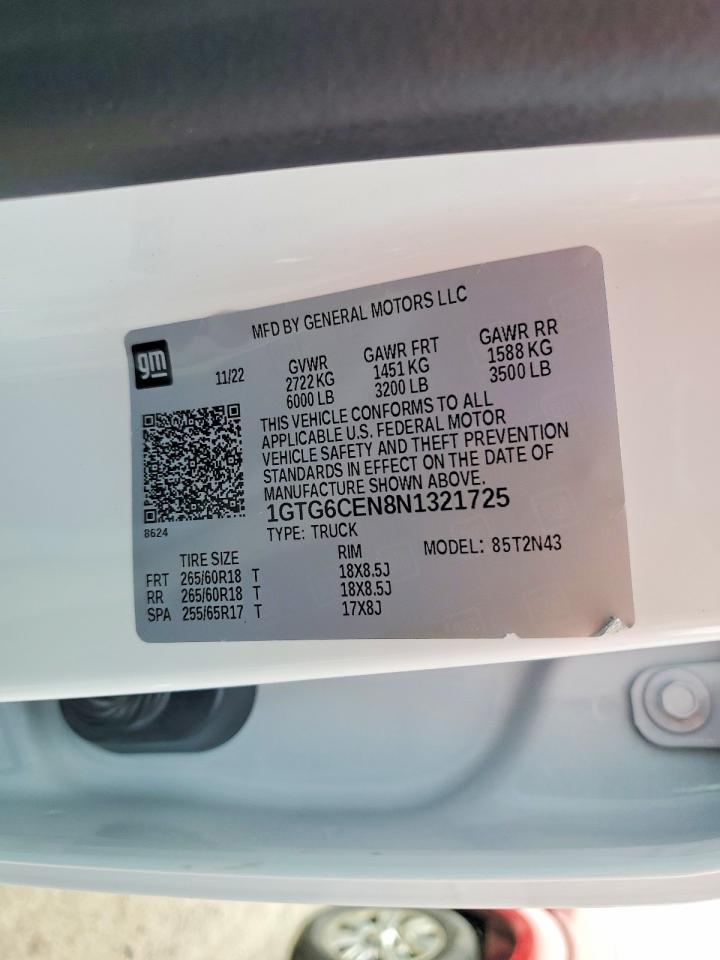 MFD BY GENERAL MOTORS LLC
gm
11/22 GVWR GAWR FRT GAWR RR
2722 KG 1451 KG 1588 KG
6000 LB 3200 LB 3500 LB
THIS VEHICLE CONFORMS TO ALL
APPLICABLE U.S. FEDERAL MOTOR
VEHICLE SAFETY AND THEFT PREVENTION
STANDARDS IN EFFECT ON THE DATE OF
MANUFACTURE SHOWN ABOVE.
1GTG6CEN8N1321725
8624
TYPE: TRUCK MODEL: 85T2N43
TIRE SIZE RIM
FRT 265/60R18 T 18X8.5J
RR 265/60R18 T 18X8.5J
SPA 255/65R17 T 17X8J